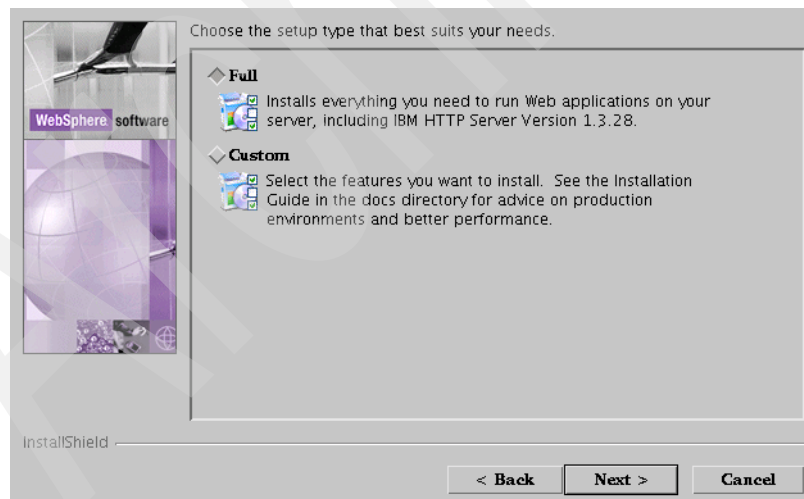 Choose the setup type that best suits your needs.
Full
Installs everything you need to run Web applications on your
server, including IBM HTTP Server Version 1.3.28.
Custom
Select the features you want to install. See the Installation
Guide in the docs directory for advice on production
environments and better performance.
WebSphere software
InstallShield
< Back
Next >
Cancel